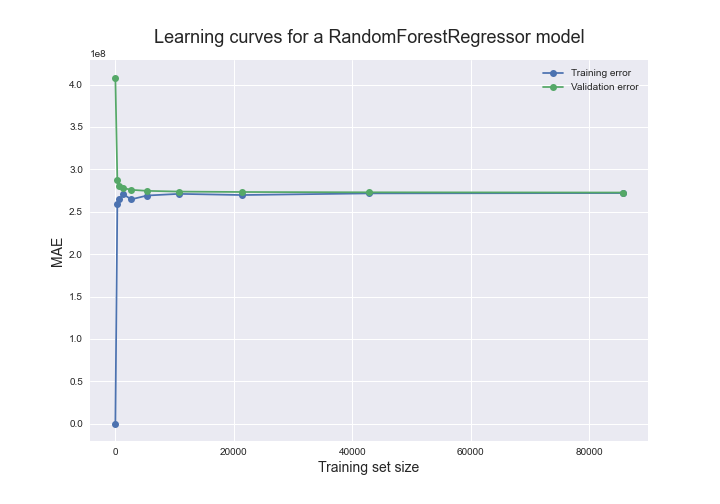 Learning curves for a RandomForestRegressor model
1e8
Training error
Validation error
4.0
3.5
3.0
2.5
2.0
1.5
1.0
0.5
0.0
MAE
0 20000 40000 60000 80000
Training set size